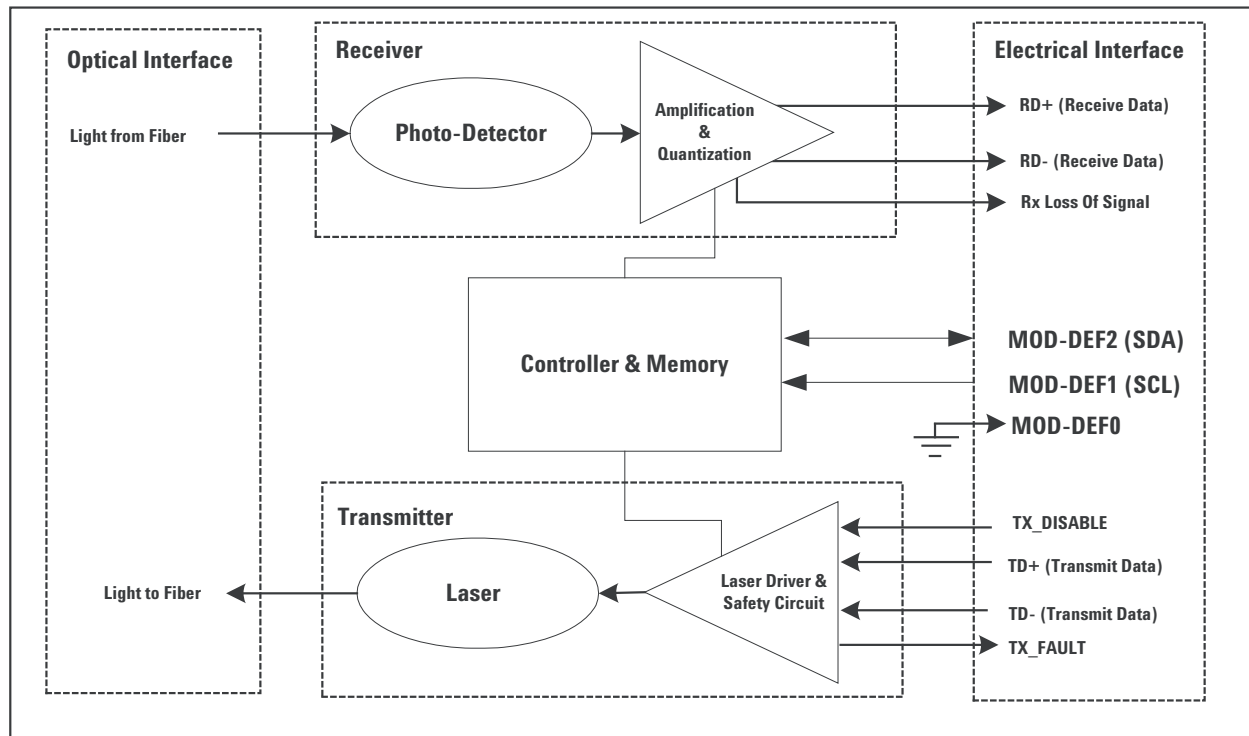 Optical Interface
Receiver
Electrical Interface
Light from Fiber
Photo-Detector
Amplification
&
Quantization
RD+ (Receive Data)
RD- (Receive Data)
Rx Loss Of Signal
Controller & Memory
MOD-DEF2 (SDA)
MOD-DEF1 (SCL)
MOD-DEF0
Transmitter
Light to Fiber
Laser
Laser Driver &
Safety Circuit
TX_DISABLE
TD+ (Transmit Data)
TD- (Transmit Data)
TX_FAULT